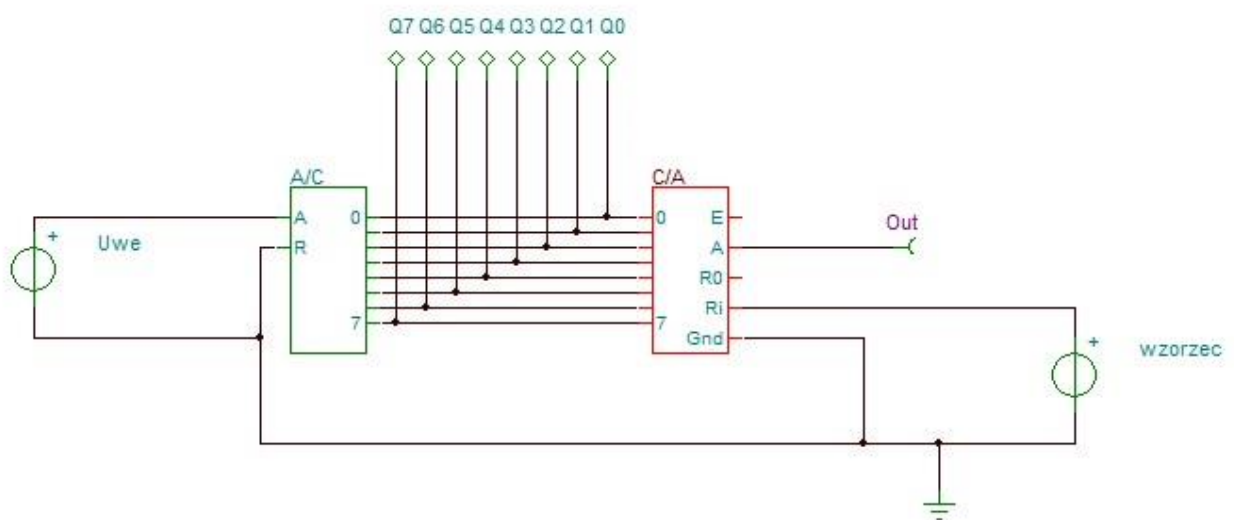 Q7 Q6 Q5 Q4 Q3 Q2 Q1 Q0
A/C
C/A
A 0
0 E
Out
+
Uwe
R
A
R0
Ri
7
7
Gnd
+
wzorzec